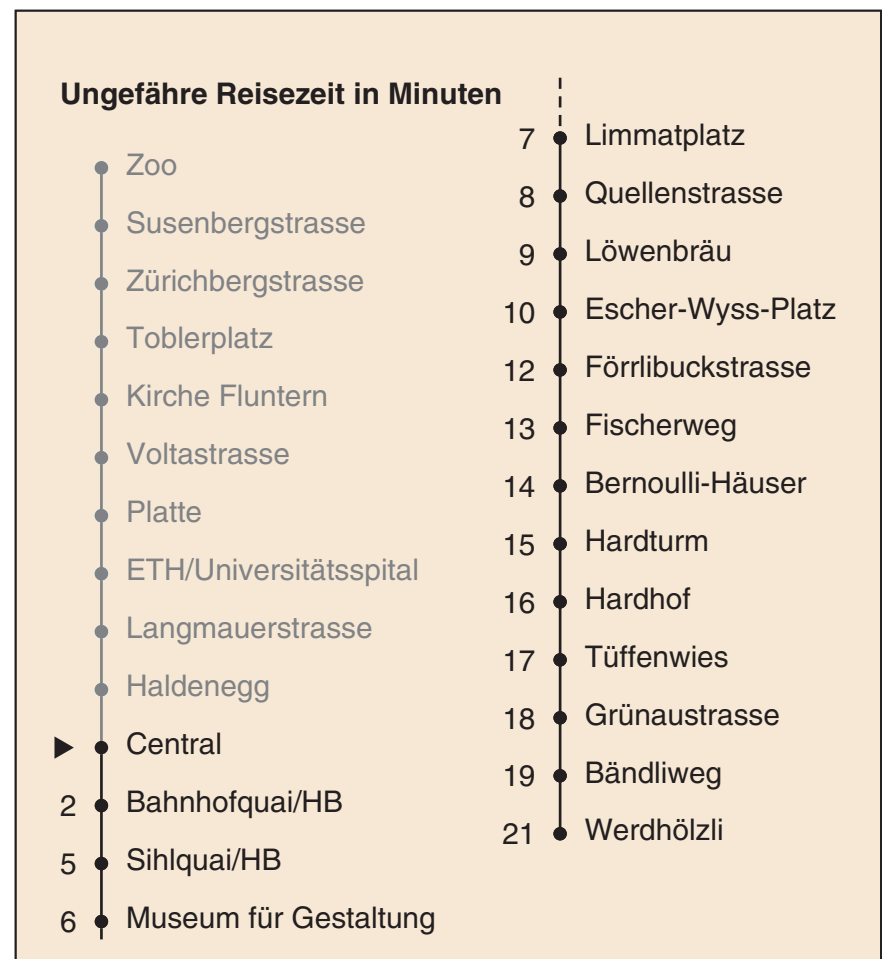 Ungefähre Reisezeit in Minuten
Zoo
Susenbergstrasse
Zürichbergstrasse
Toblerplatz
Kirche Fluntern
Voltastrasse
Platte
ETH/Universitätsspital
Langmauerstrasse
Haldenegg
Central
2 Bahnhofquai/HB
5 Sihlquai/HB
6 Museum für Gestaltung
7 Limmatplatz
8 Quellenstrasse
9 Löwenbräu
10 Escher-Wyss-Platz
12 Förrlibuckstrasse
13 Fischerweg
14 Bernoulli-Häuser
15 Hardturm
16 Hardhof
17 Tüffenwies
18 Grünaustrasse
19 Bändliweg
21 Werdhölzli